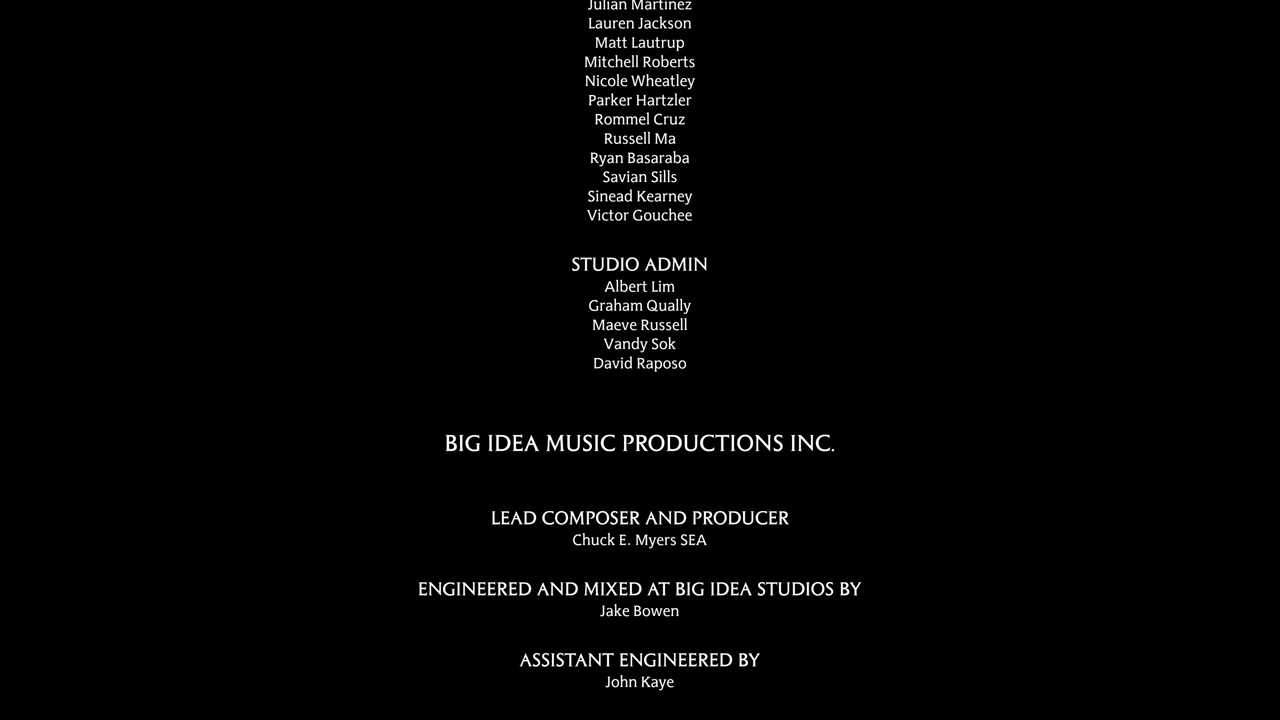 Julian Martinez
Lauren Jackson
Matt Lautrup
Mitchell Roberts
Nicole Wheatley
Parker Hartzler
Rommel Cruz
Russell Ma
Ryan Basaraba
Savian Sills
Sinead Kearney
Victor Gouchee
STUDIO ADMIN
Albert Lim
Graham Qually
Maeve Russell
Vandy Sok
David Raposo
BIG IDEA MUSIC PRODUCTIONS INC.
LEAD COMPOSER AND PRODUCER
Chuck E. Myers SEA
ENGINEERED AND MIXED AT BIG IDEA STUDIOS BY
Jake Bowen
ASSISTANT ENGINEERED BY
John Kaye